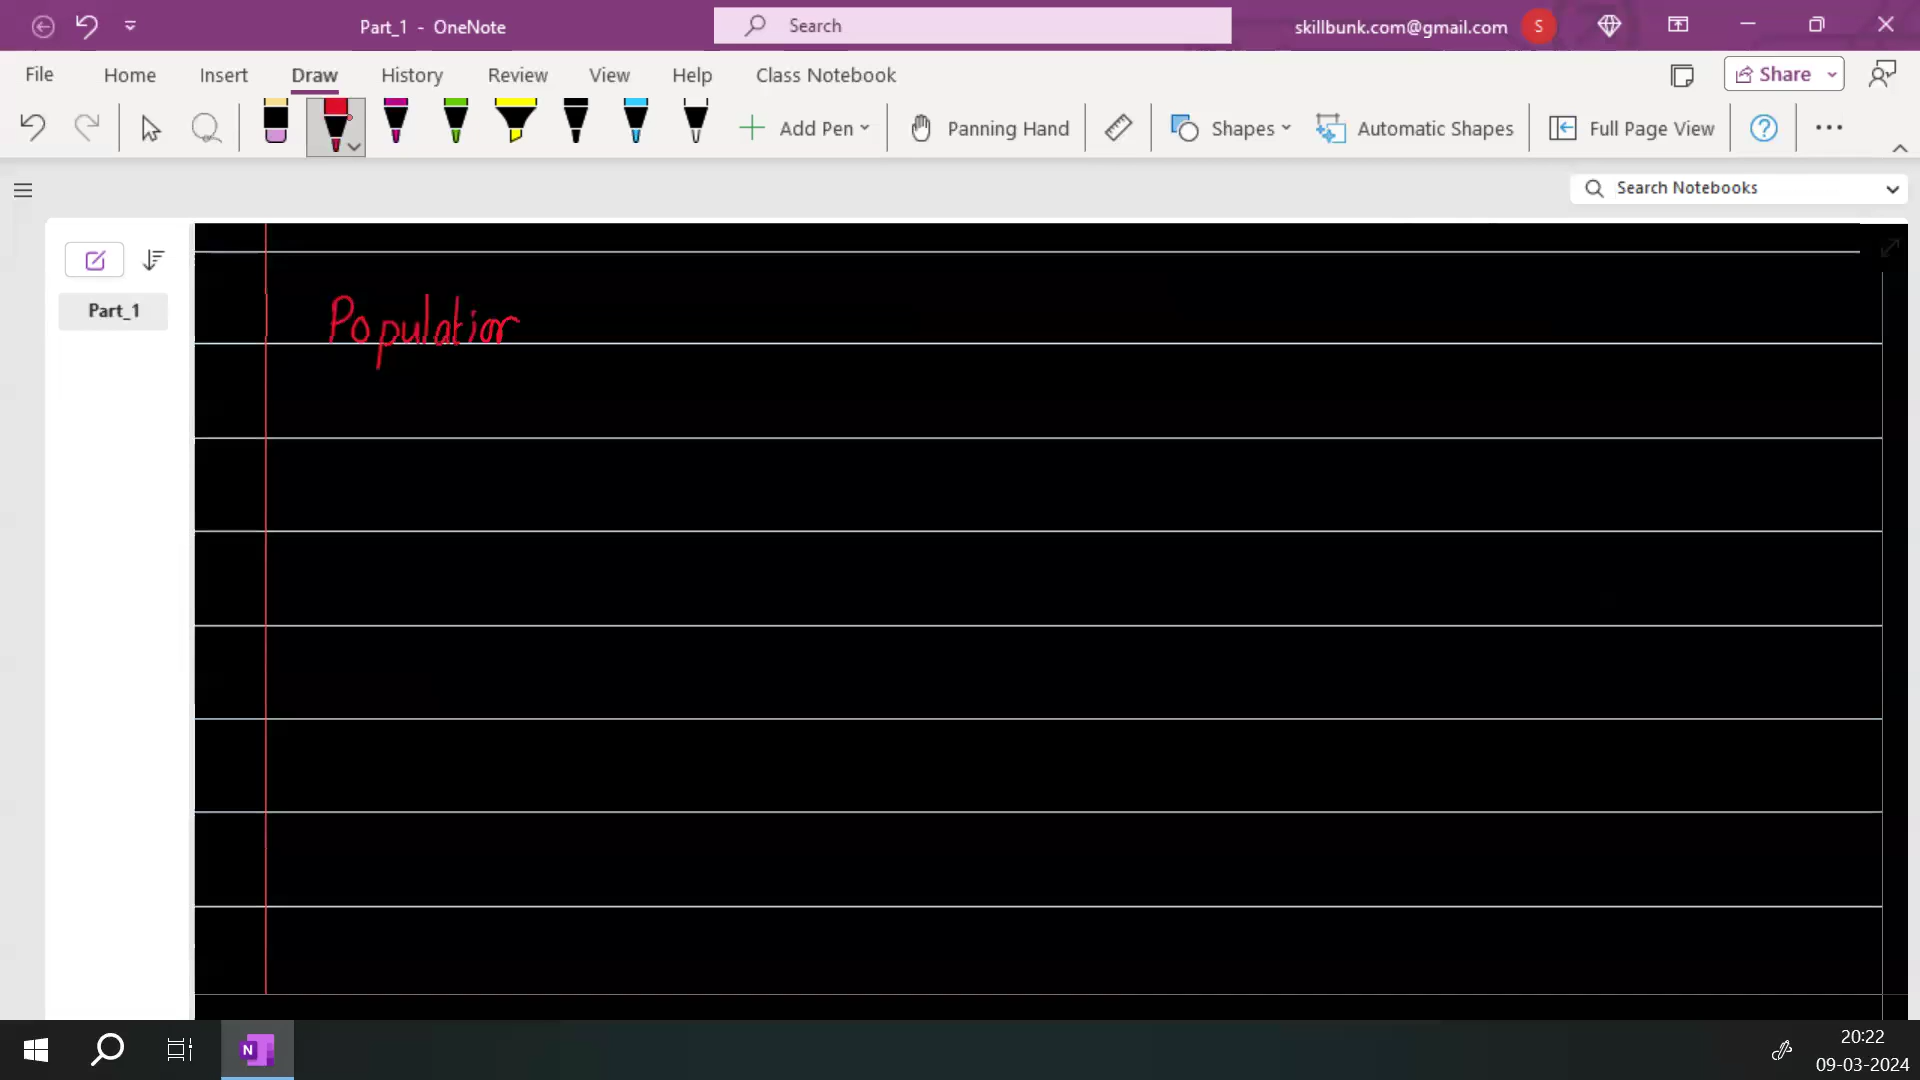 Part_1 - OneNote
Search
skillbunk.com@gmail.com
S
File
Home
Insert
Draw
History
Review
View
Help
Class Notebook
Share
Add Pen
Panning Hand
Shapes
Automatic Shapes
Full Page View
Search Notebooks
Part_1
Population
N
20:22
09-03-2024